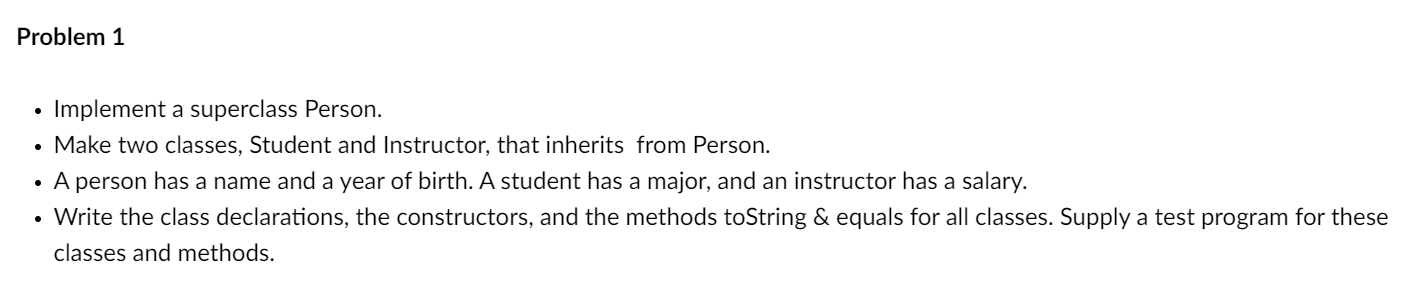 Problem 1
• Implement a superclass Person.
• Make two classes, Student and Instructor, that inherits  from Person.
• A person has a name and a year of birth. A student has a major, and an instructor has a salary.
• Write the class declarations, the constructors, and the methods toString & equals for all classes. Supply a test program for these
classes and methods.